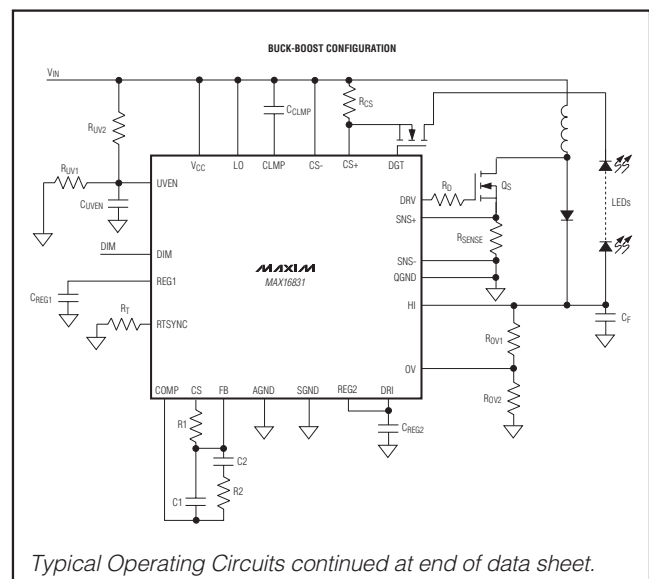 BUCK-BOOST CONFIGURATION
VIN
RUV2
RUV1
CUVEN
CCLMP
RCS
VCC LO CLMP CS- CS+ DGT
UVEN
DIM
DIM
REG1
CREG1
RT
RTSYNC
MAXIM
MAX16831
DRV
RD
QS
SNS+
RSENSE
SNS-
QGND
HI
OV
LEDs
CF
ROV1
ROV2
COMP CS FB AGND SGND REG2 DRI
R1
C2
C1
R2
CREG2
Typical Operating Circuits continued at end of data sheet.